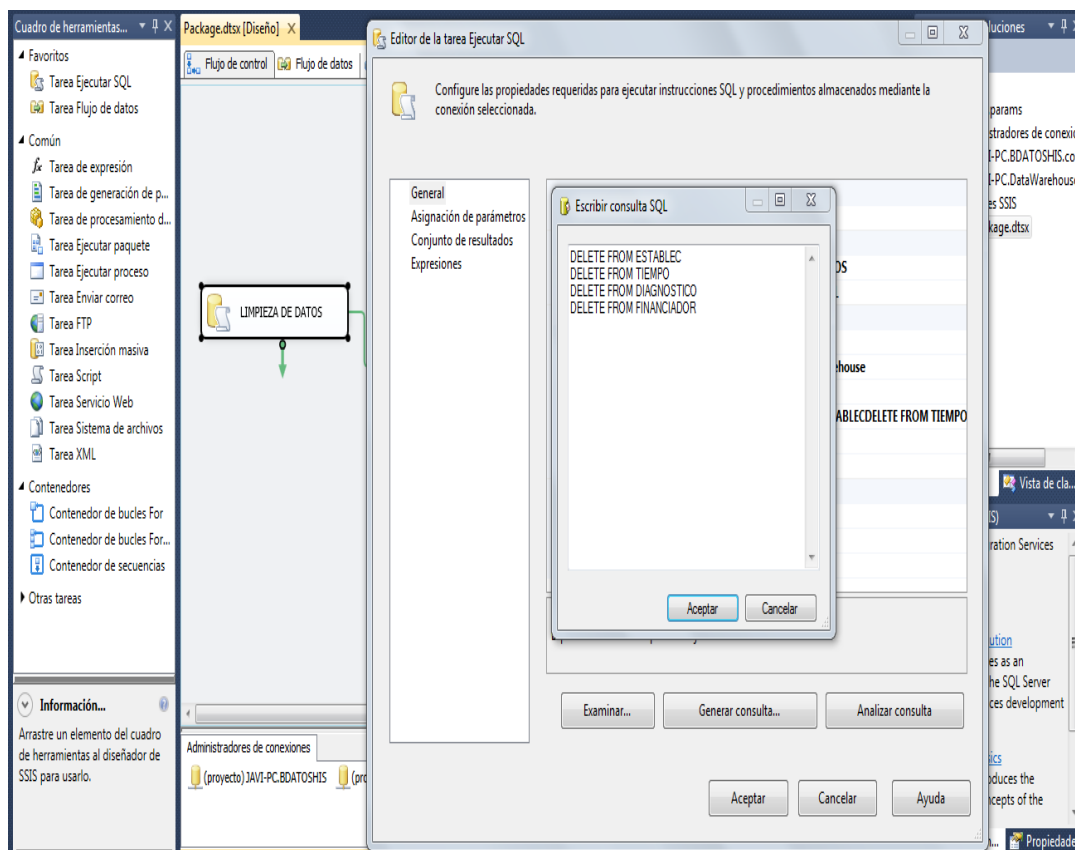 Cuadro de herramientas...
Favoritos
Tarea Ejecutar SQL
Tarea Flujo de datos
Común
Tarea de expresión
Tarea de generación de p...
Tarea de procesamiento d...
Tarea Ejecutar paquete
Tarea Ejecutar proceso
Tarea Enviar correo
Tarea FTP
Tarea Inserción masiva
Tarea Script
Tarea Servicio Web
Tarea Sistema de archivos
Tarea XML
Contenedores
Contenedor de bucles For
Contenedor de bucles For...
Contenedor de secuencias
Otras tareas
Información...
Arrastre un elemento del cuadro
de herramientas al diseñador de
SSIS para usarlo.
Package.dtsx [Diseño]
Flujo de control
Flujo de datos
LIMPIEZA DE DATOS
Administradores de conexiones
(proyecto) JAVI-PC.BDATOSHIS
(pro
Editor de la tarea Ejecutar SQL
Configure las propiedades requeridas para ejecutar instrucciones SQL y procedimientos almacenados mediante la
conexión seleccionada.
General
Asignación de parámetros
Conjunto de resultados
Expresiones
Escribir consulta SQL
DELETE FROM ESTABLEC
DELETE FROM TIEMPO
DELETE FROM DIAGNOSTICO
DELETE FROM FINANCIADOR
Aceptar
Cancelar
OS
ehouse
ABLECDELETE FROM TIEMPO
Examinar...
Generar consulta...
Analizar consulta
Aceptar
Cancelar
Ayuda
luciones
params
stradores de conexio
I-PC.BDATOSHIS.co
I-PC.DataWarehous
es SSIS
kage.dtsx
Vista de cla...
IS)
ration Services
ution
es as an
he SQL Server
ces development
ics
oduces the
ncepts of the
Propiedade